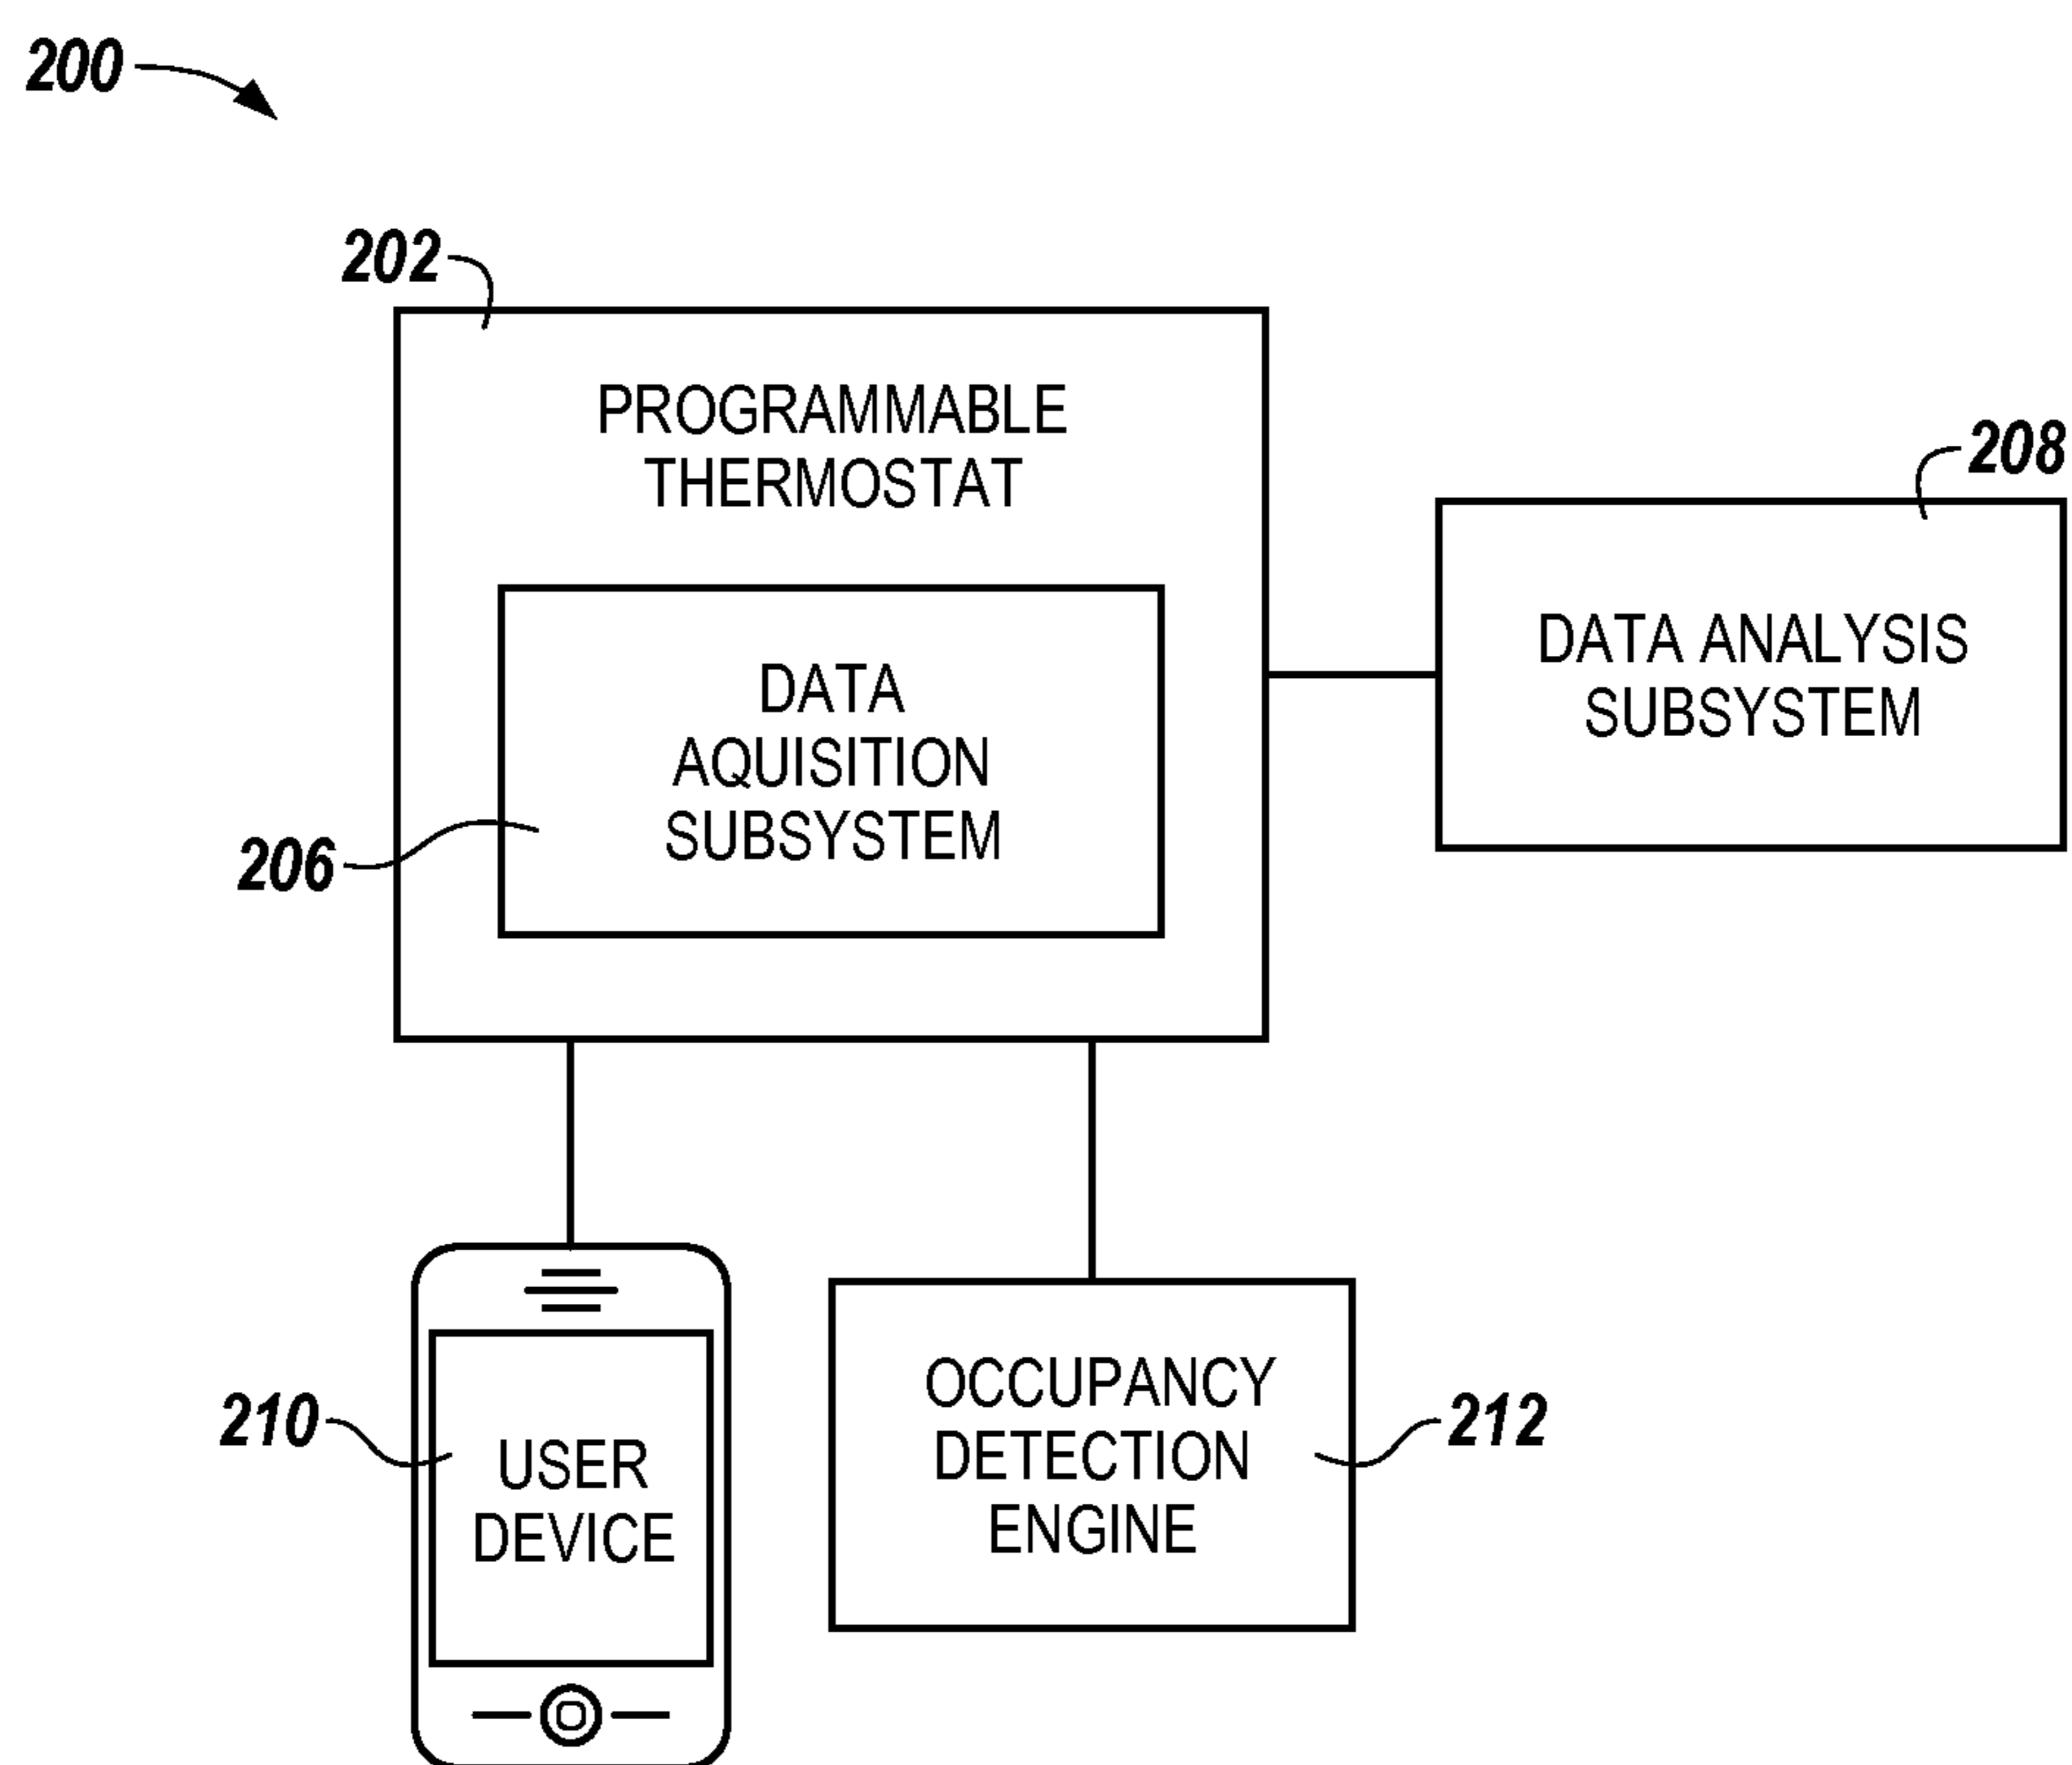 200
202
PROGRAMMABLE
THERMOSTAT
208
DATA ANALYSIS
SUBSYSTEM
DATA
AQUISITION
SUBSYSTEM
206
210
USER
DEVICE
OCCUPANCY
DETECTION
ENGINE
212